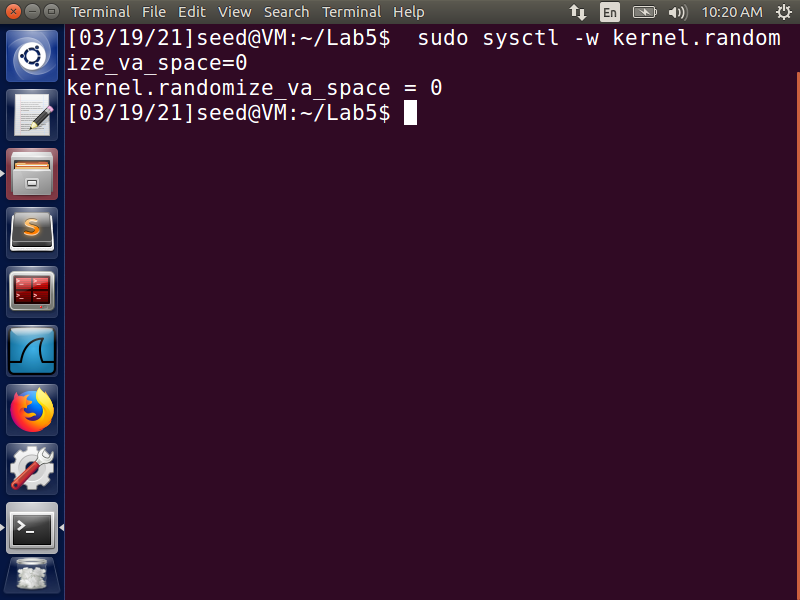 Terminal File Edit View Search Terminal Help En 10:20 AM
[03/19/21]seed@VM:~/Lab5$  sudo sysctl -w kernel.random
ize_va_space=0
kernel.randomize_va_space = 0
[03/19/21]seed@VM:~/Lab5$